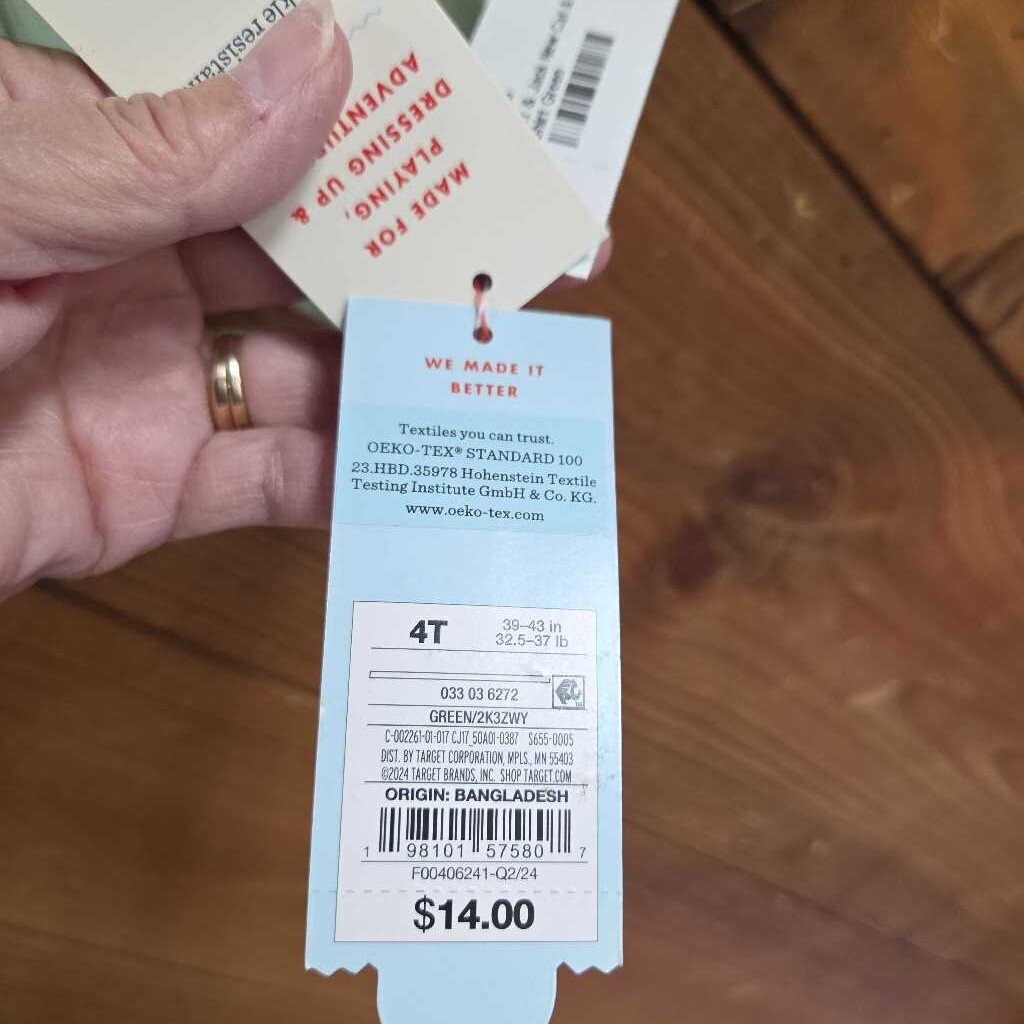 MADE FOR
PLAYING,
DRESSING UP &
WE MADE IT
BETTER
Textiles you can trust.
OEKO-TEX® STANDARD 100
23.HBD.35978 Hohenstein Textile
Testing Institute GmbH & Co. KG.
www.oeko-tex.com
4T
39–43 in
32.5–37 lb
033 03 6272
GREEN/2K3ZWY
C-002261-01-017 CJ17_50A01-0387 S655-0005
DIST. BY TARGET CORPORATION, MPLS., MN 55403
©2024 TARGET BRANDS, INC. SHOP TARGET.COM
ORIGIN: BANGLADESH
1 98101 57580 7
F00406241-Q2/24
$14.00